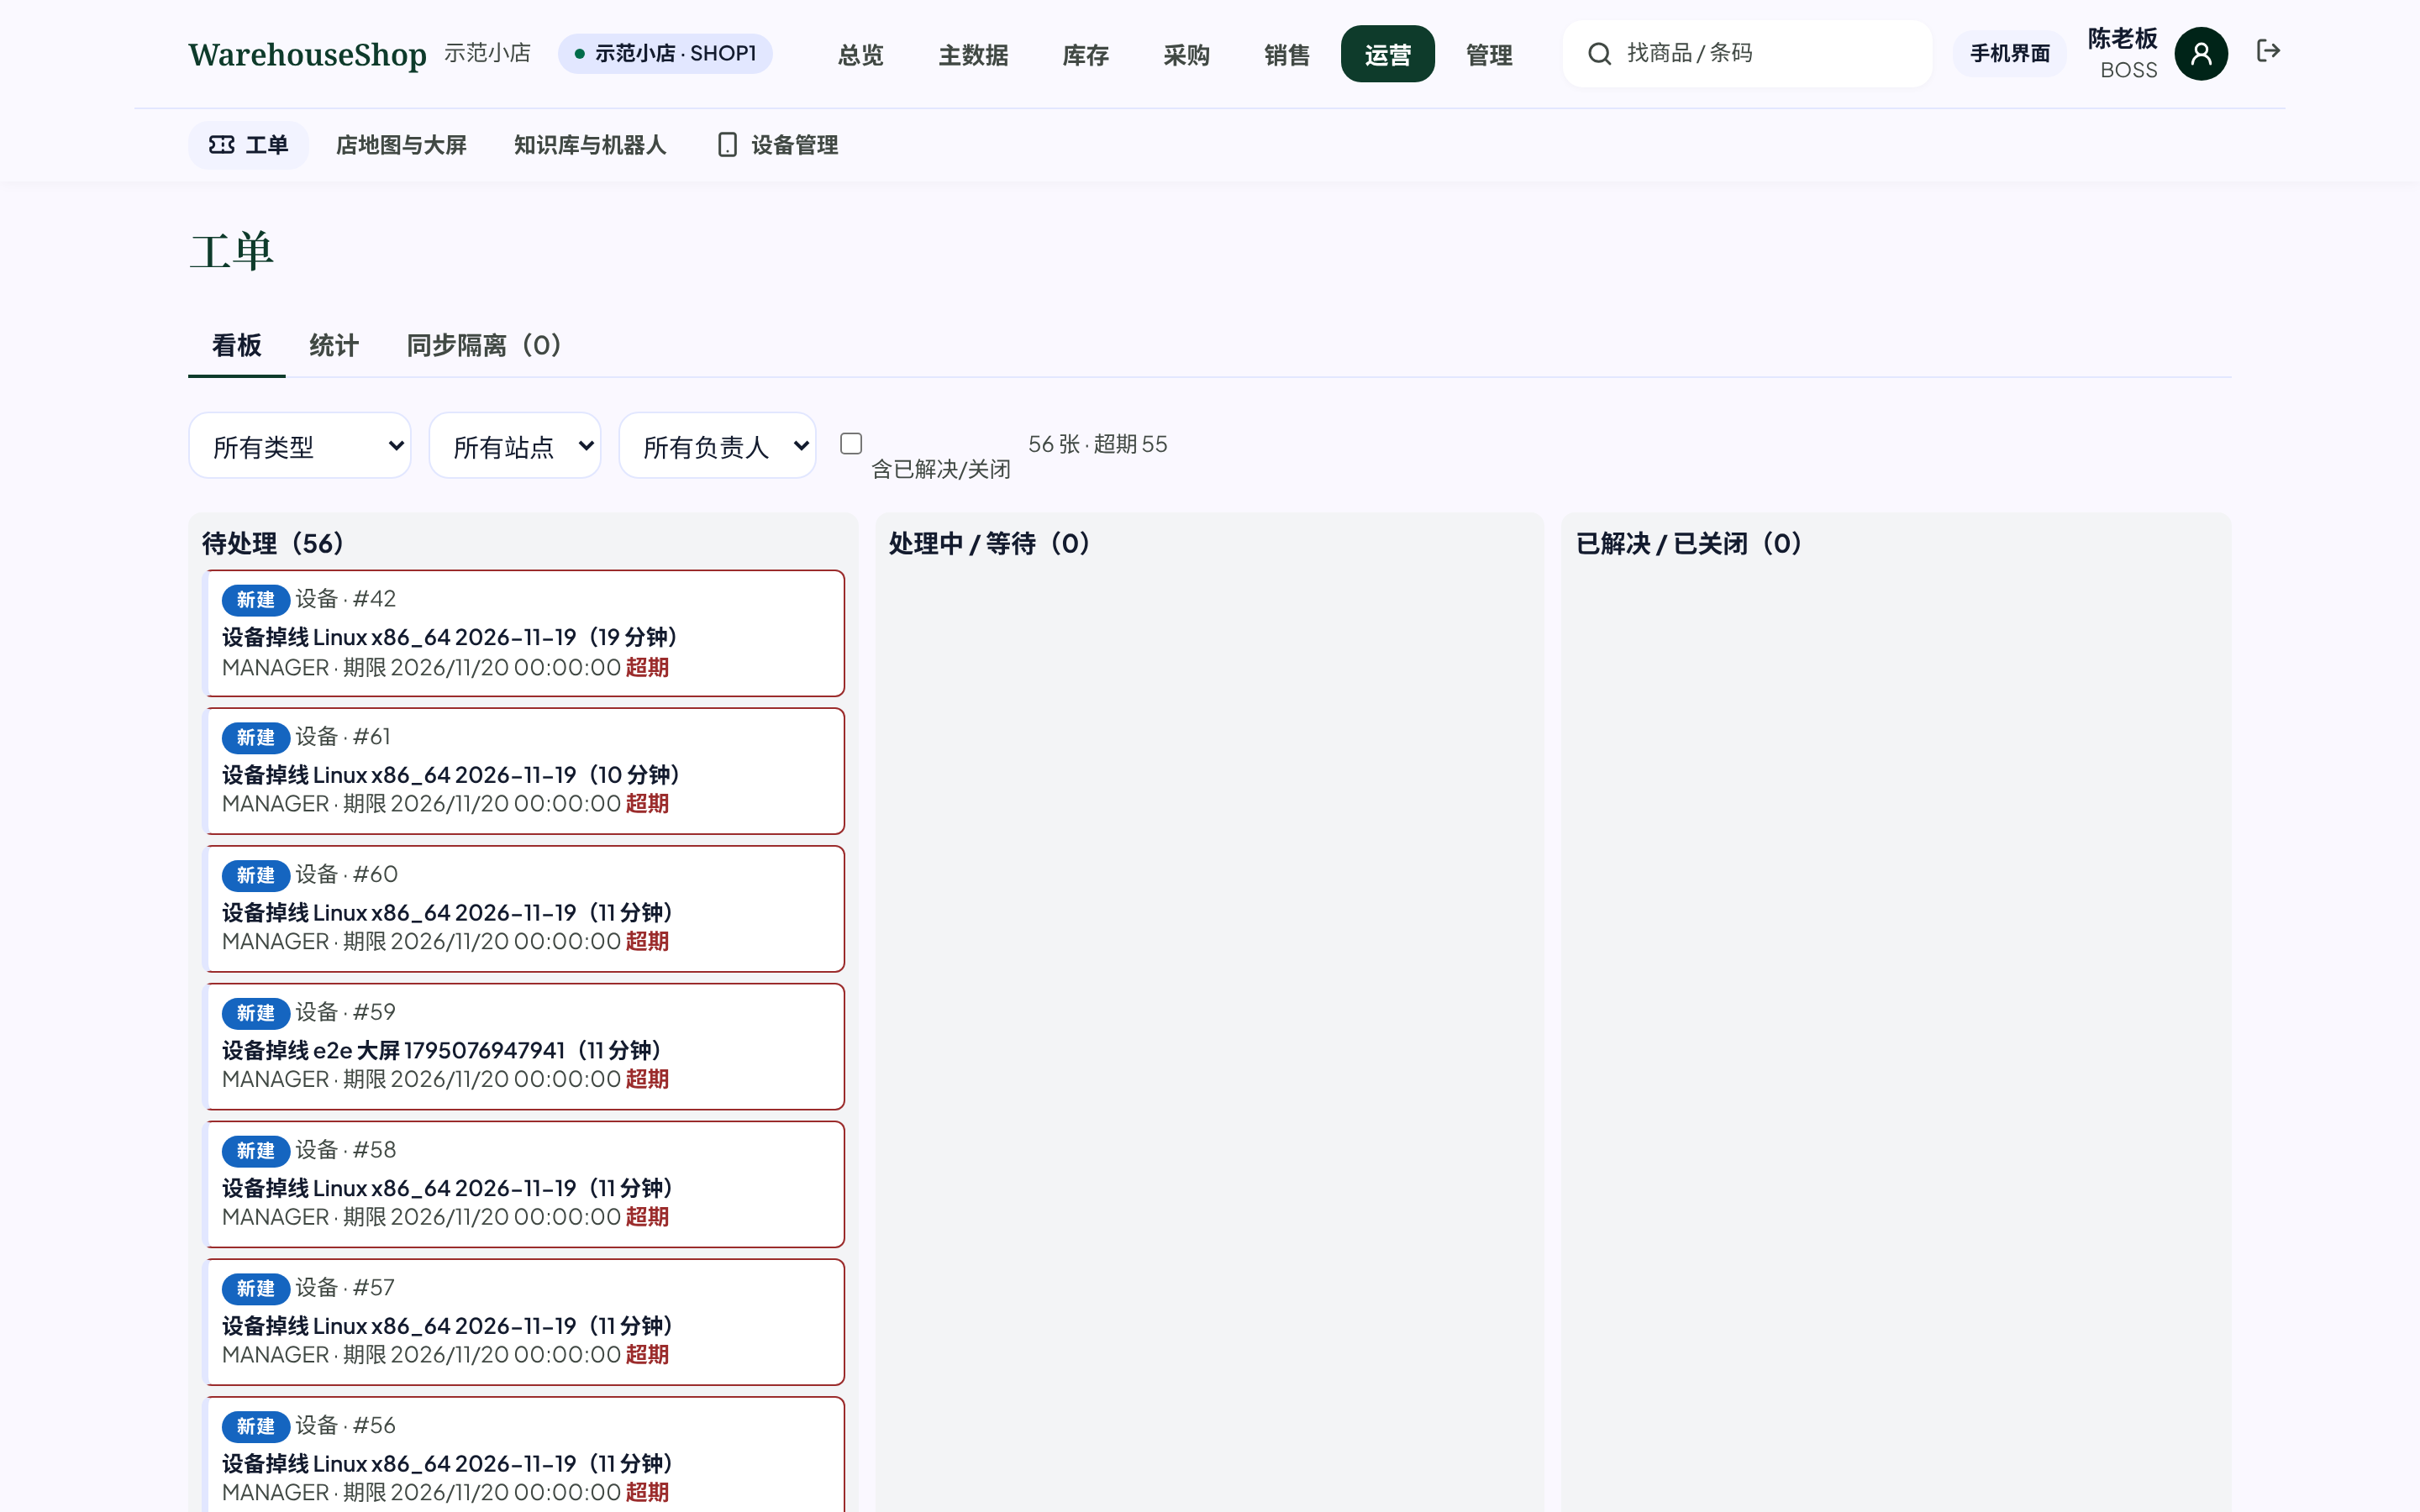 WarehouseShop 示范小店 示范小店 · SHOP1 总览 主数据 库存 采购 销售 运营 管理 找商品 / 条码 手机界面 陈老板
BOSS
工单 店地图与大屏 知识库与机器人 设备管理
工单
看板 统计 同步隔离（0）
所有类型 所有站点 所有负责人 含已解决/关闭 56 张 · 超期 55
待处理（56） 处理中 / 等待（0） 已解决 / 已关闭（0）
新建 设备 · #42
设备掉线 Linux x86_64 2026-11-19（19 分钟）
MANAGER · 期限 2026/11/20 00:00:00 超期
新建 设备 · #61
设备掉线 Linux x86_64 2026-11-19（10 分钟）
MANAGER · 期限 2026/11/20 00:00:00 超期
新建 设备 · #60
设备掉线 Linux x86_64 2026-11-19（11 分钟）
MANAGER · 期限 2026/11/20 00:00:00 超期
新建 设备 · #59
设备掉线 e2e 大屏 1795076947941（11 分钟）
MANAGER · 期限 2026/11/20 00:00:00 超期
新建 设备 · #58
设备掉线 Linux x86_64 2026-11-19（11 分钟）
MANAGER · 期限 2026/11/20 00:00:00 超期
新建 设备 · #57
设备掉线 Linux x86_64 2026-11-19（11 分钟）
MANAGER · 期限 2026/11/20 00:00:00 超期
新建 设备 · #56
设备掉线 Linux x86_64 2026-11-19（11 分钟）
MANAGER · 期限 2026/11/20 00:00:00 超期